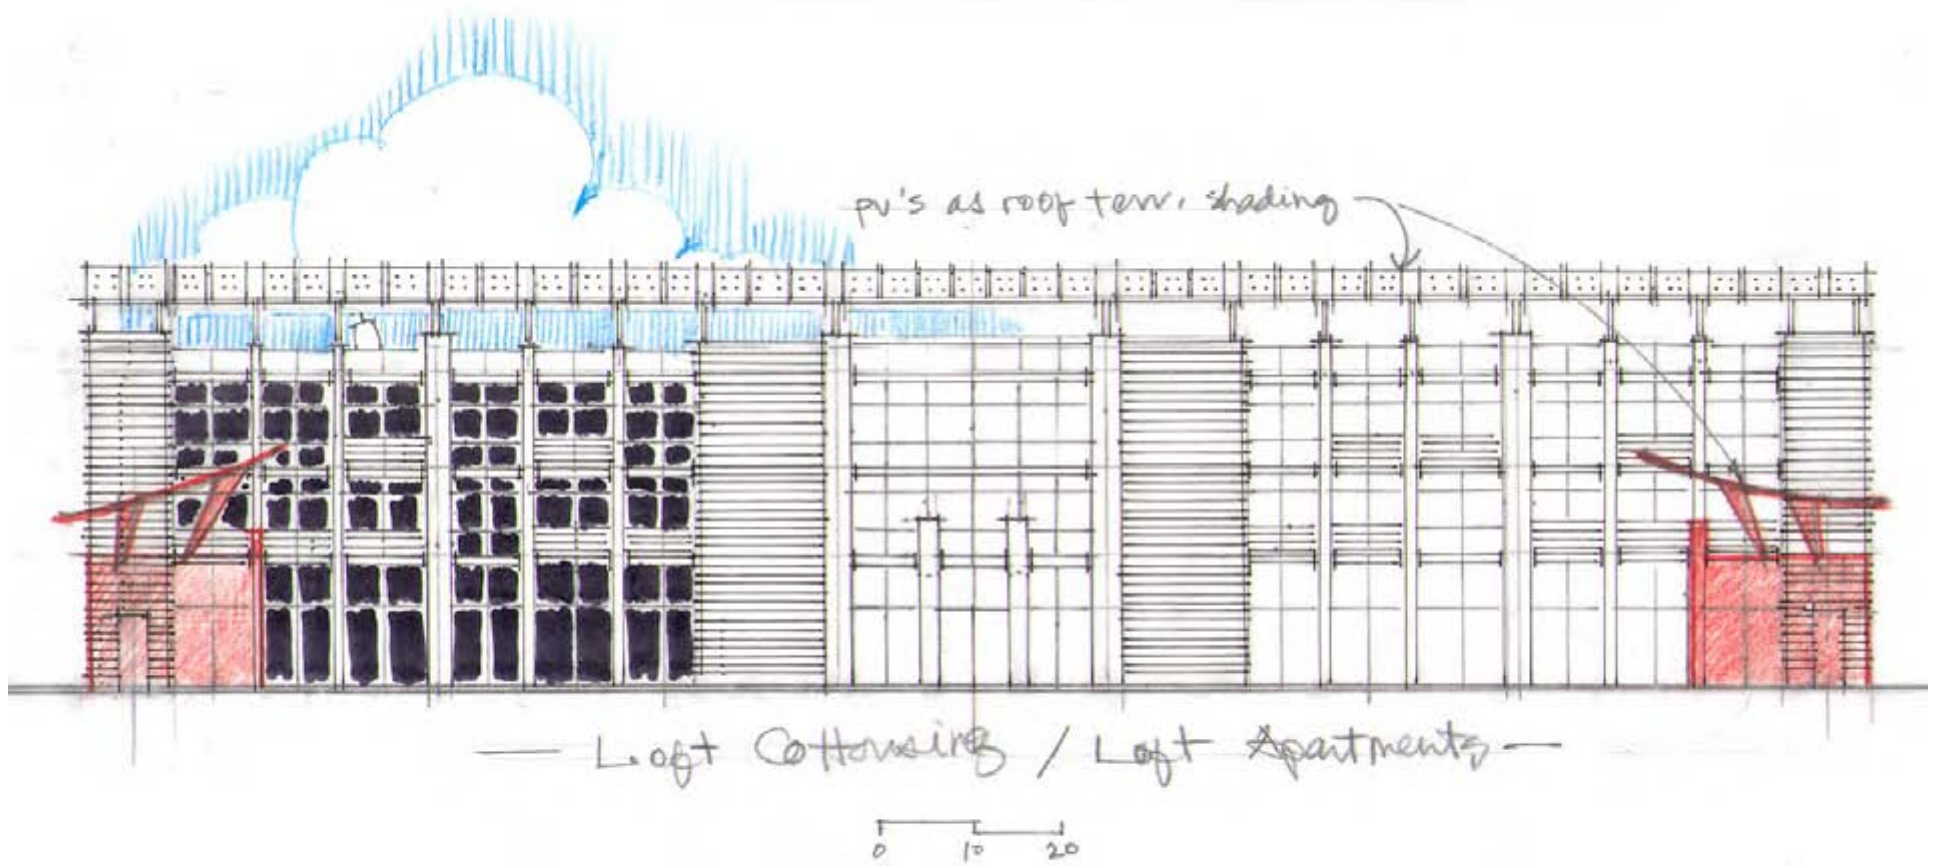 pv's as roof terr. shading
— Loft CoHousing / Loft Apartments —
0 10 20